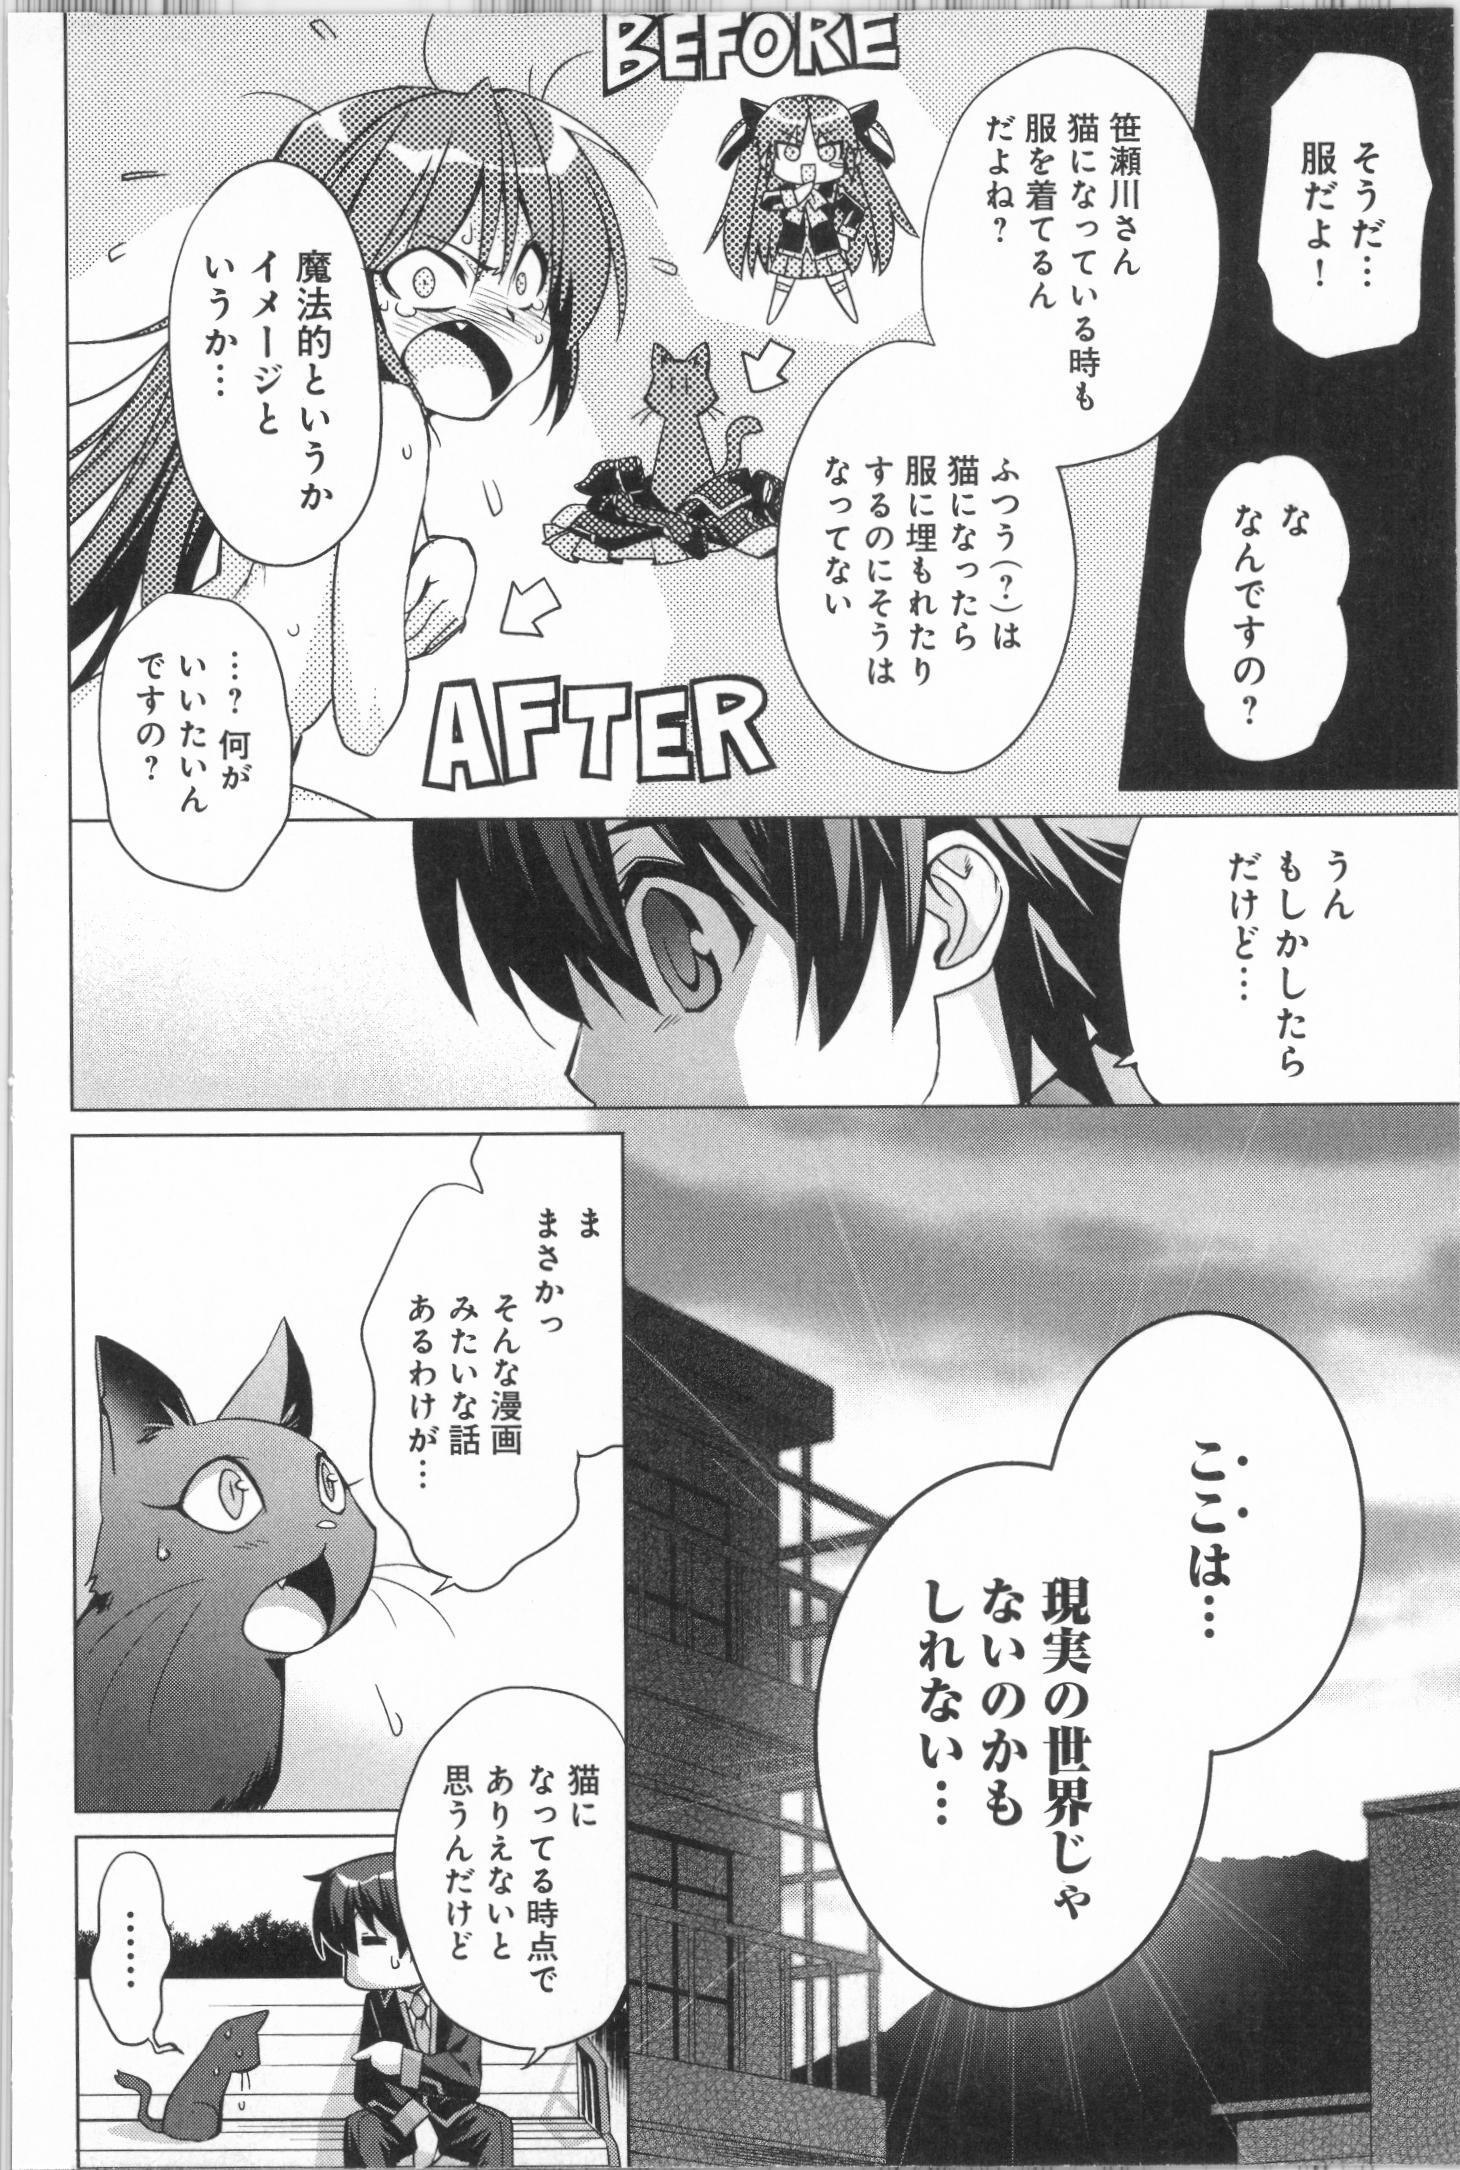 そうだ…
服だよ！
な
なんですの？
笹瀬川さん
猫になっている時も
服を着てるん
だよね？
ふつう（？）は
猫になったら
服に埋もれたり
するのにそうは
なってない
BEFORE
AFTER
魔法的というか
イメージと
いうか…
…？何が
いいたいん
ですの？
うん
もしかしたら
だけど…
ここは…
現実の世界じゃ
ないのかも
しれない…
ま
まさかっ
そんな漫画
みたいな話
あるわけが…
猫に
なってる時点で
ありえないと
思うんだけど
……